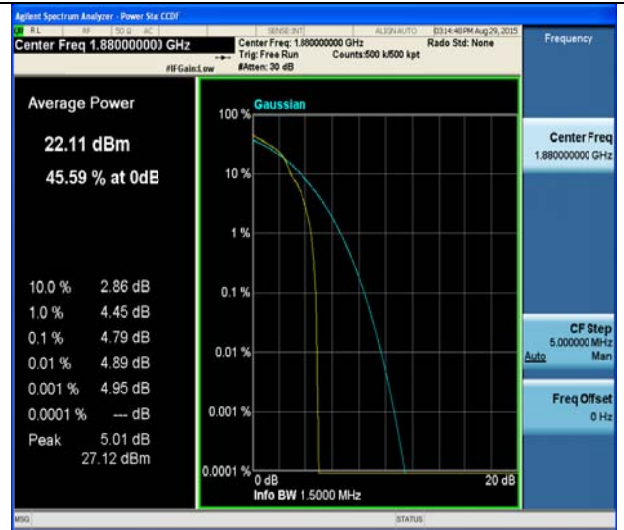 Agilent Spectrum Analyzer - Power Sta CCDF
RL RF 50 Ω AC SENSE:INT ALIGN AUTO 03:14:40 PM Aug 29, 2015
Center Freq 1.880000000 GHz
Center Freq: 1.880000000 GHz Radio Std: None
Trig: Free Run Counts:500 k/500 kpt
#IFGain:Low #Atten: 30 dB
Frequency
Average Power
22.11 dBm
45.59 % at 0dB
10.0 % 2.86 dB
1.0 % 4.45 dB
0.1 % 4.79 dB
0.01 % 4.89 dB
0.001 % 4.95 dB
0.0001 % --- dB
Peak 5.01 dB
27.12 dBm
Gaussian
100 %
10 %
1 %
0.1 %
0.01 %
0.001 %
0.0001 %
0 dB 20 dB
Info BW 1.5000 MHz
Center Freq
1.880000000 GHz
CF Step
5.000000 MHz
Auto Man
Freq Offset
0 Hz
MSG STATUS